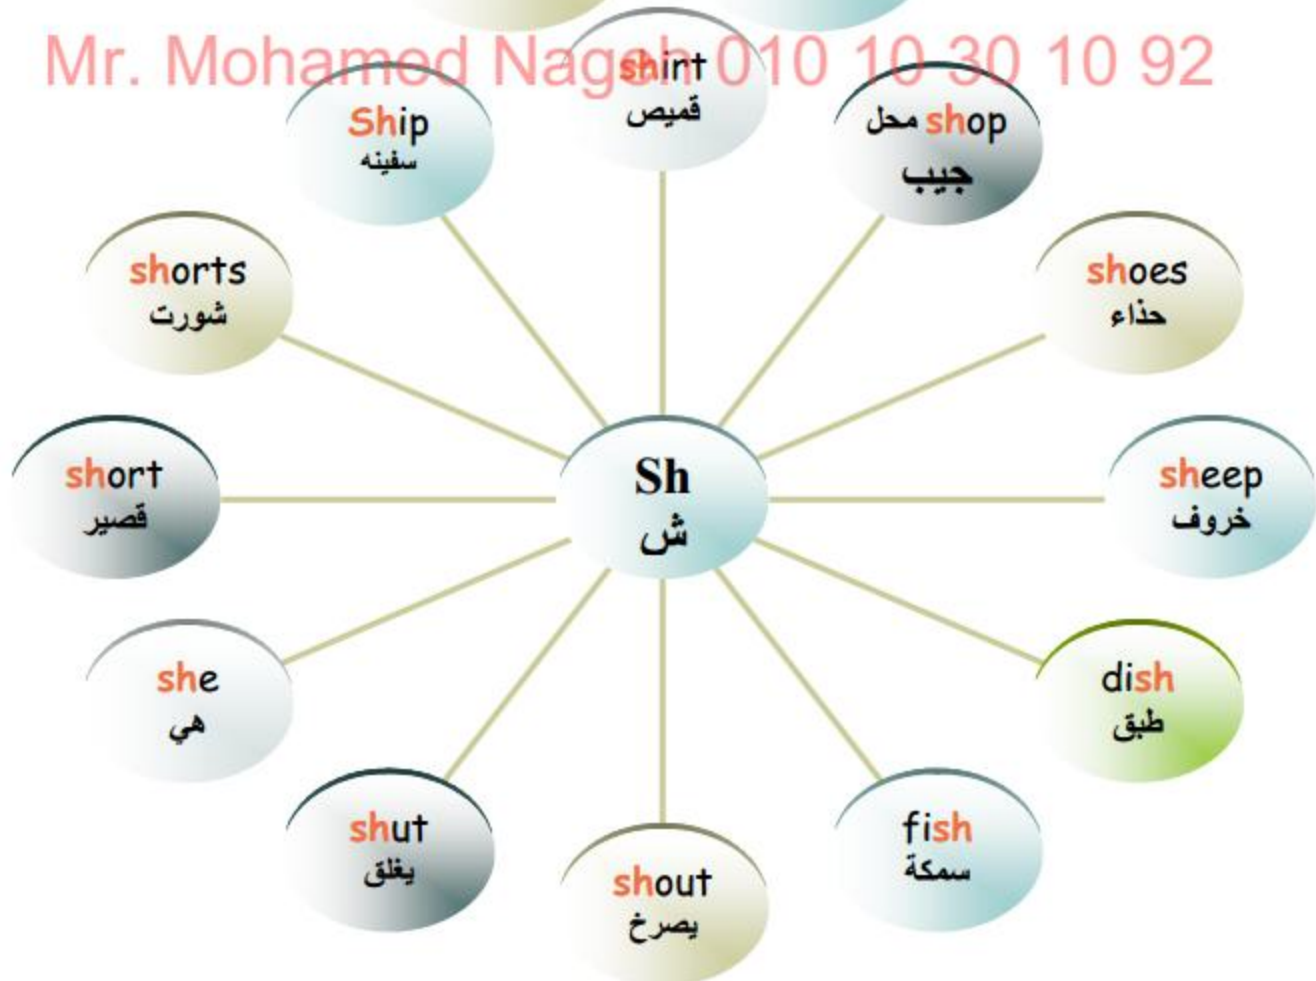 Mr. Mohamed Nageh 010 10 30 10 92
shirt
قميص
shop محل
جيب
shoes
حذاء
sheep
خروف
dish
طبق
fish
سمكة
shout
يصرخ
shut
يغلق
she
هي
short
قصير
shorts
شورت
Ship
سفينه
Sh
ش